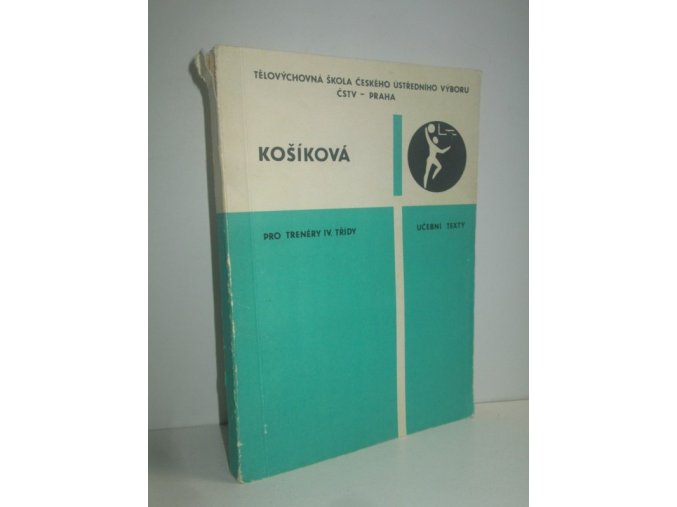 TĚLOVÝCHOVNÁ ŠKOLA ČESKÉHO ÚSTŘEDNÍHO VÝBORU
ČSTV - PRAHA
KOŠÍKOVÁ
PRO TRENÉRY IV. TŘÍDY
UČEBNÍ TEXTY